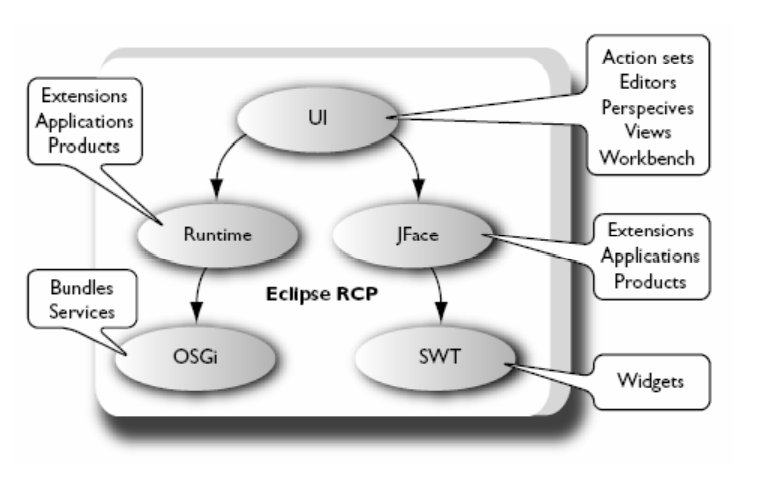 Action sets
Editors
Perspecives
Views
Workbench
Extensions
Applications
Products
UI
Runtime
JFace
Extensions
Applications
Products
Bundles
Services
Eclipse RCP
OSGi
SWT
Widgets